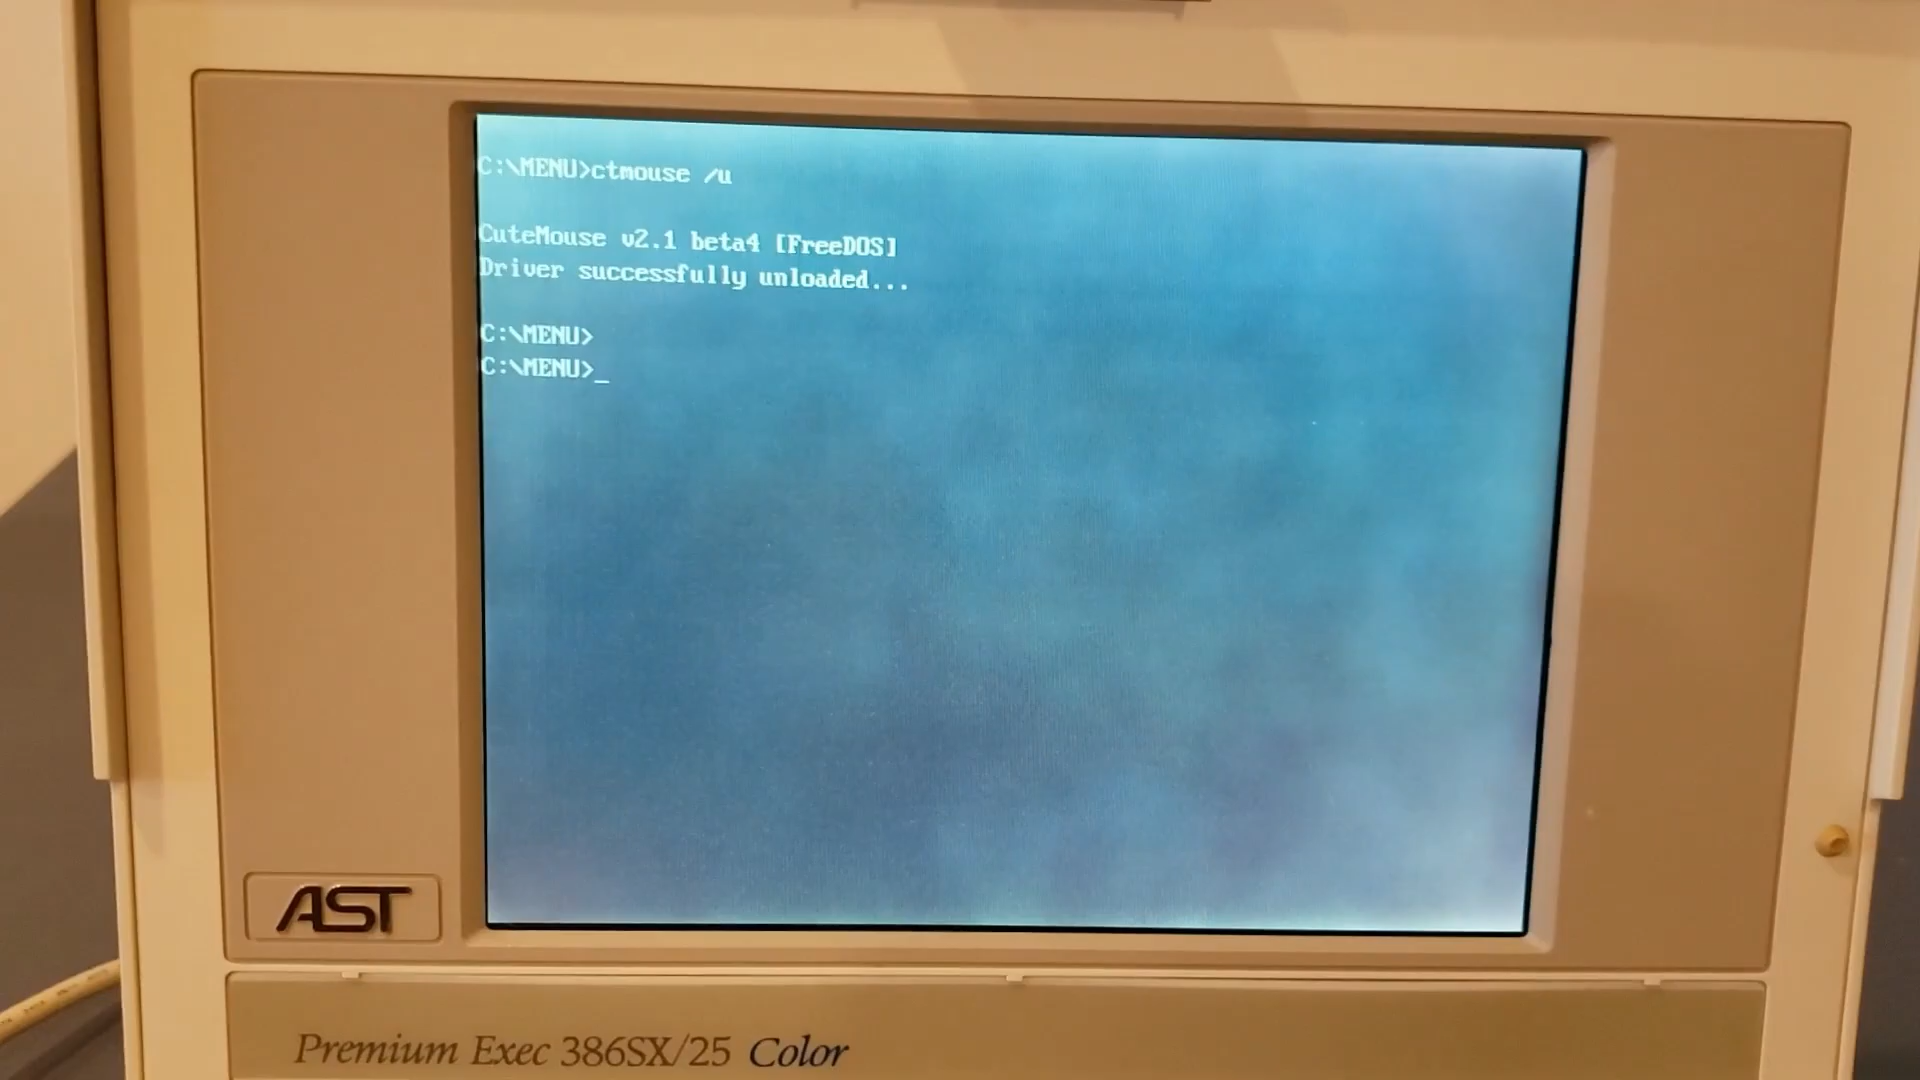 C:\MENU>ctmouse /u
CuteMouse v2.1 beta4 [FreeDOS]
Driver successfully unloaded...
C:\MENU>
C:\MENU>_
AST
Premium Exec 386SX/25 Color